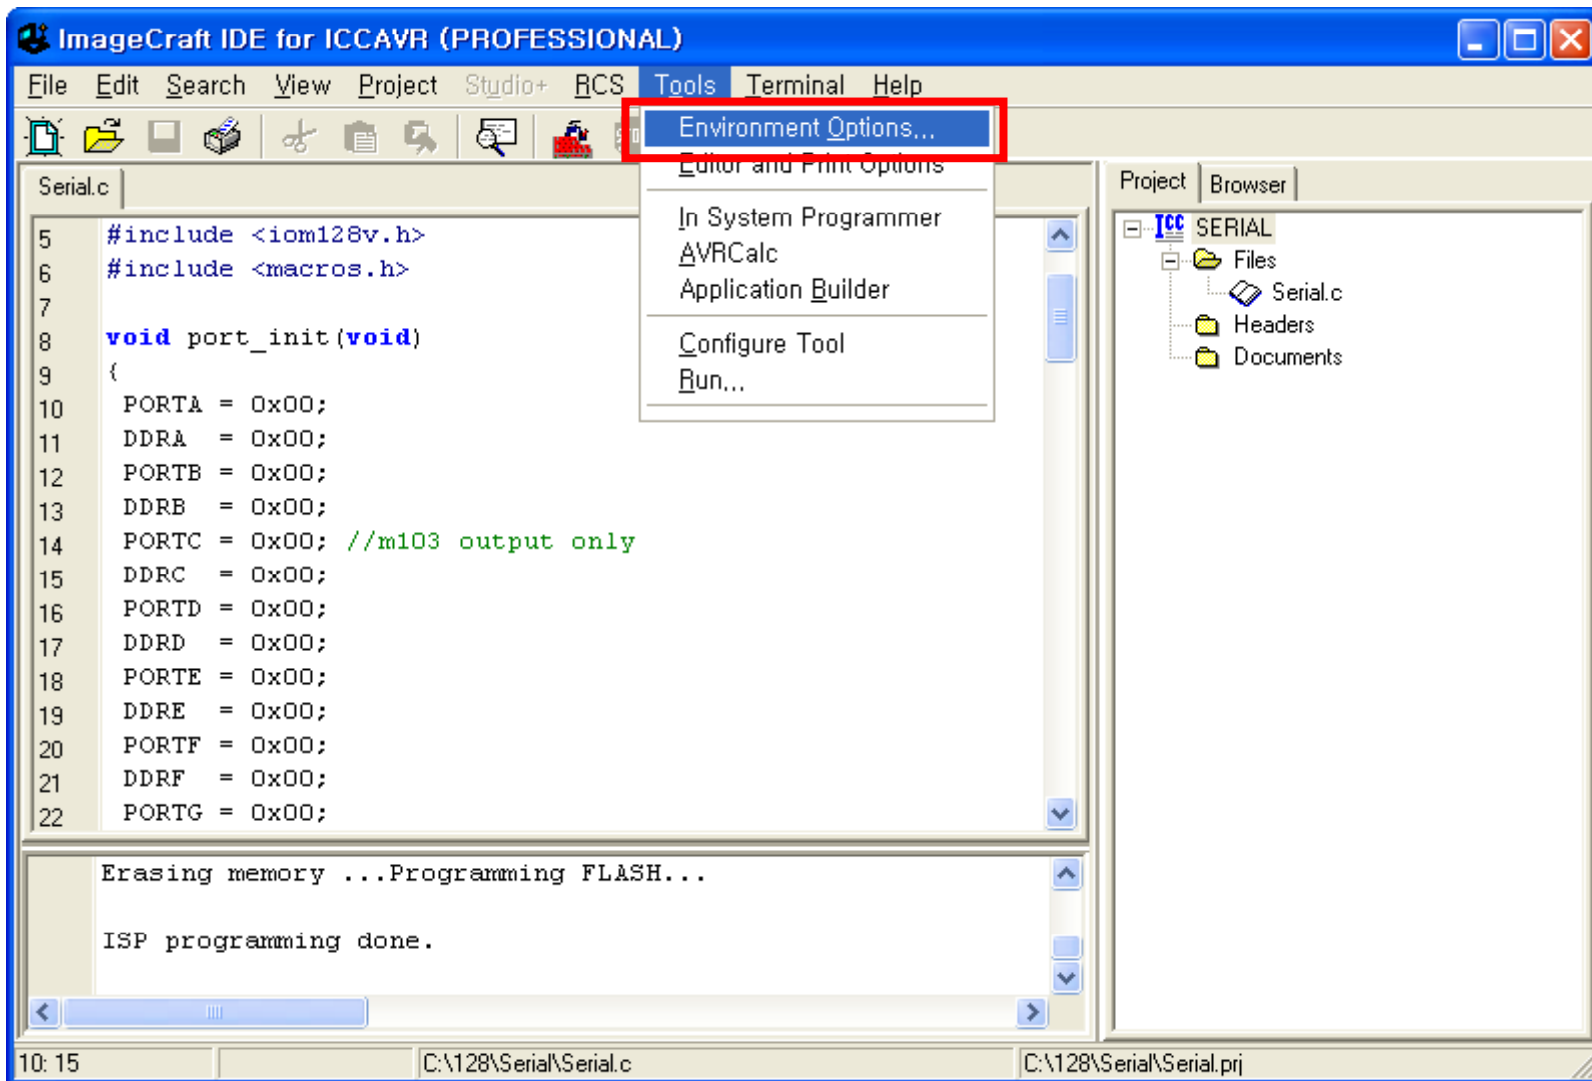 ImageCraft IDE for ICCAVR (PROFESSIONAL)
File Edit Search View Project Studio+ RCS Tools Terminal Help
Environment Options...
Editor and Print Options
In System Programmer
AVRCalc
Application Builder
Configure Tool
Run...
Serial.c
5 #include <iom128v.h>
6 #include <macros.h>
7
8 void port_init(void)
9 {
10 PORTA = 0x00;
11 DDRA = 0x00;
12 PORTB = 0x00;
13 DDRB = 0x00;
14 PORTC = 0x00; //m103 output only
15 DDRC = 0x00;
16 PORTD = 0x00;
17 DDRD = 0x00;
18 PORTE = 0x00;
19 DDRE = 0x00;
20 PORTF = 0x00;
21 DDRF = 0x00;
22 PORTG = 0x00;
Project Browser
ICC SERIAL
Files
Serial.c
Headers
Documents
Erasing memory ...Programming FLASH...
ISP programming done.
10: 15 C:\128\Serial\Serial.c C:\128\Serial\Serial.prj